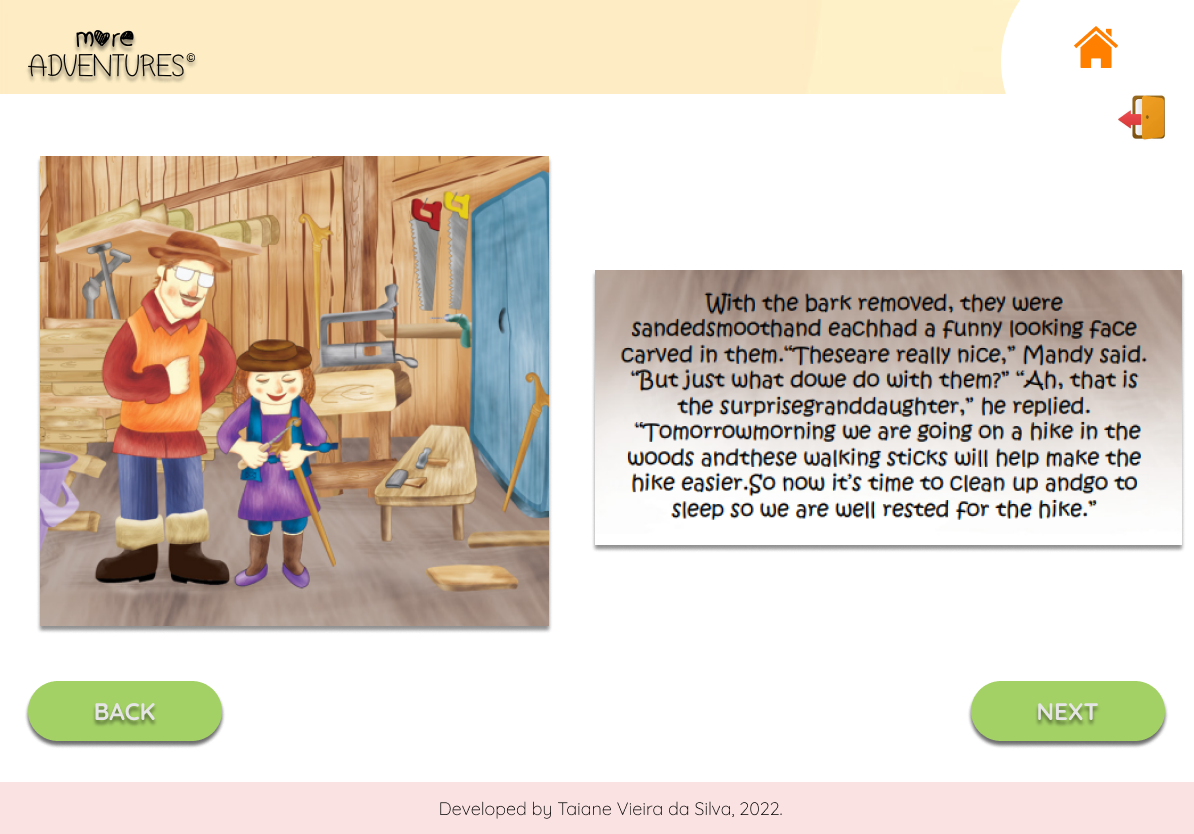 more
ADVENTURES©
With the bark removed, they were
sandedsmoothand eachhad a funny looking face
carved in them.“Theseare really nice,” Mandy said.
“But just what dowe do with them?” “Ah, that is
the surprisegranddaughter,” he replied.
“Tomorrowmorning we are going on a hike in the
woods andthese walking sticks will help make the
hike easier.So now it’s time to clean up andgo to
sleep so we are well rested for the hike.”
BACK
NEXT
Developed by Taiane Vieira da Silva, 2022.